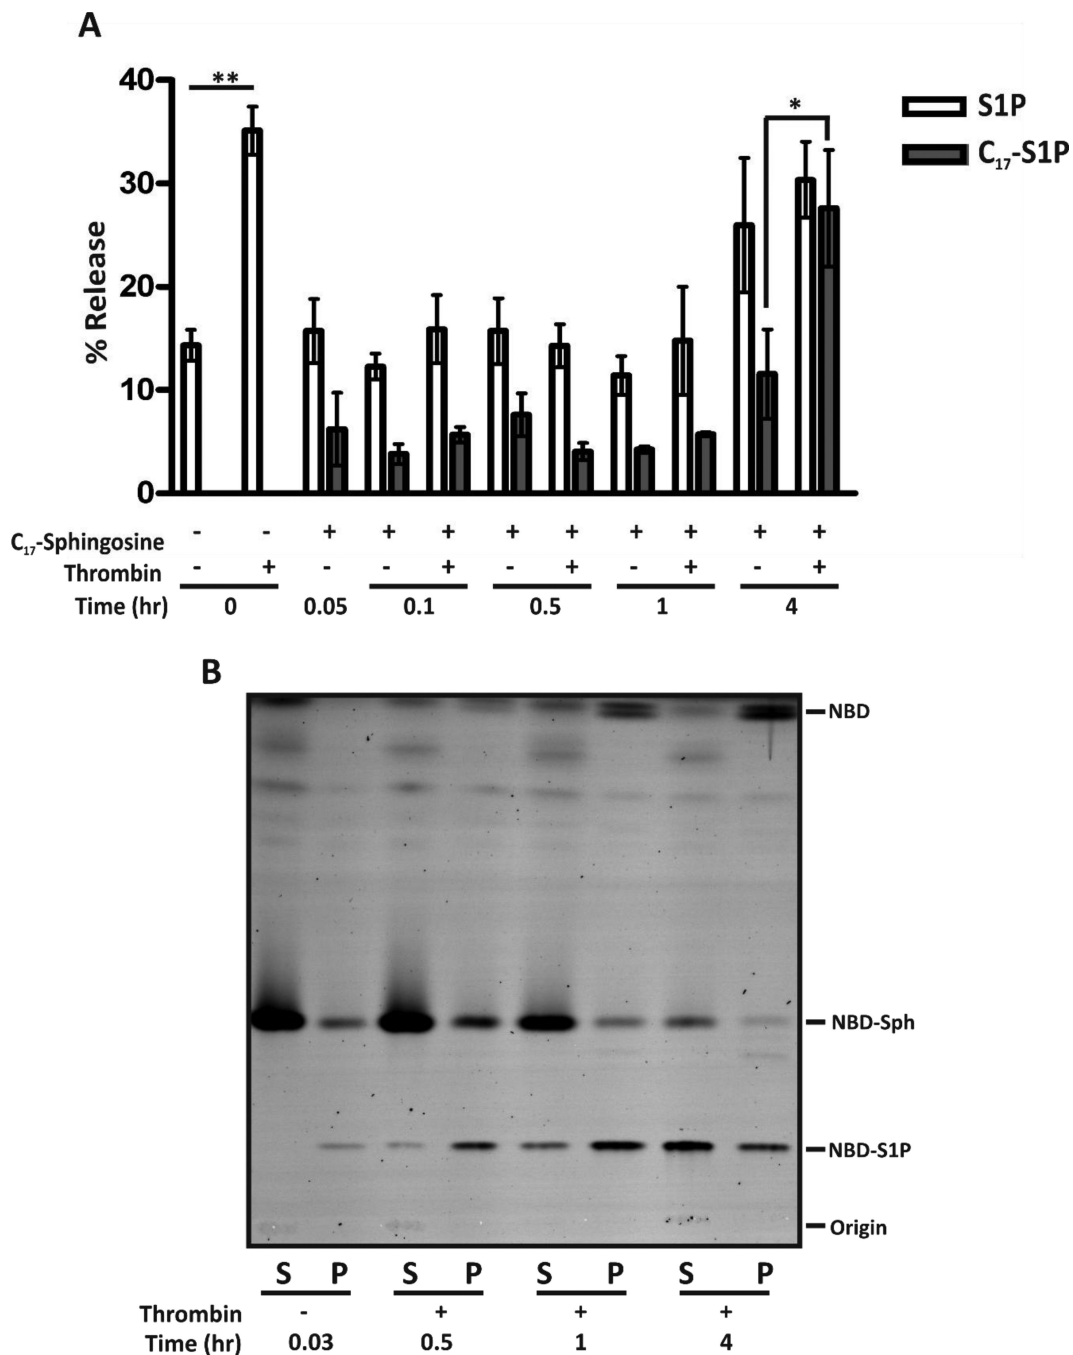 A
**
*
S1P
C17-S1P
% Release
40
30
20
10
0
C17-Sphingosine - - + + + + + + + + +
Thrombin - + - - + - + - + - +
Time (hr) 0 0.05 0.1 0.5 1 4
B
NBD
NBD-Sph
NBD-S1P
Origin
S P S P S P S P
Thrombin - + + +
Time (hr) 0.03 0.5 1 4